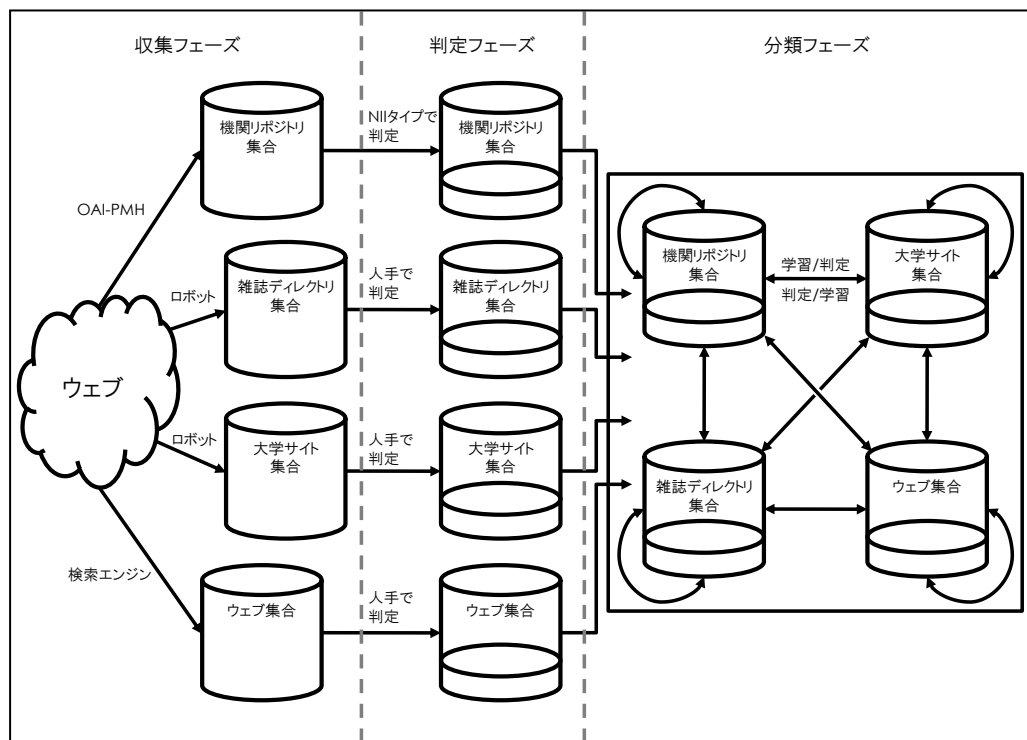 収集フェーズ
判定フェーズ
分類フェーズ
機関リポジトリ
集合
NIIタイプで
判定
機関リポジトリ
集合
OAI-PMH
ロボット
雑誌ディレクトリ
集合
人手で
判定
雑誌ディレクトリ
集合
ウェブ
ロボット
大学サイト
集合
人手で
判定
大学サイト
集合
検索エンジン
ウェブ集合
人手で
判定
ウェブ集合
機関リポジトリ
集合
学習/判定
判定/学習
大学サイト
集合
雑誌ディレクトリ
集合
ウェブ集合